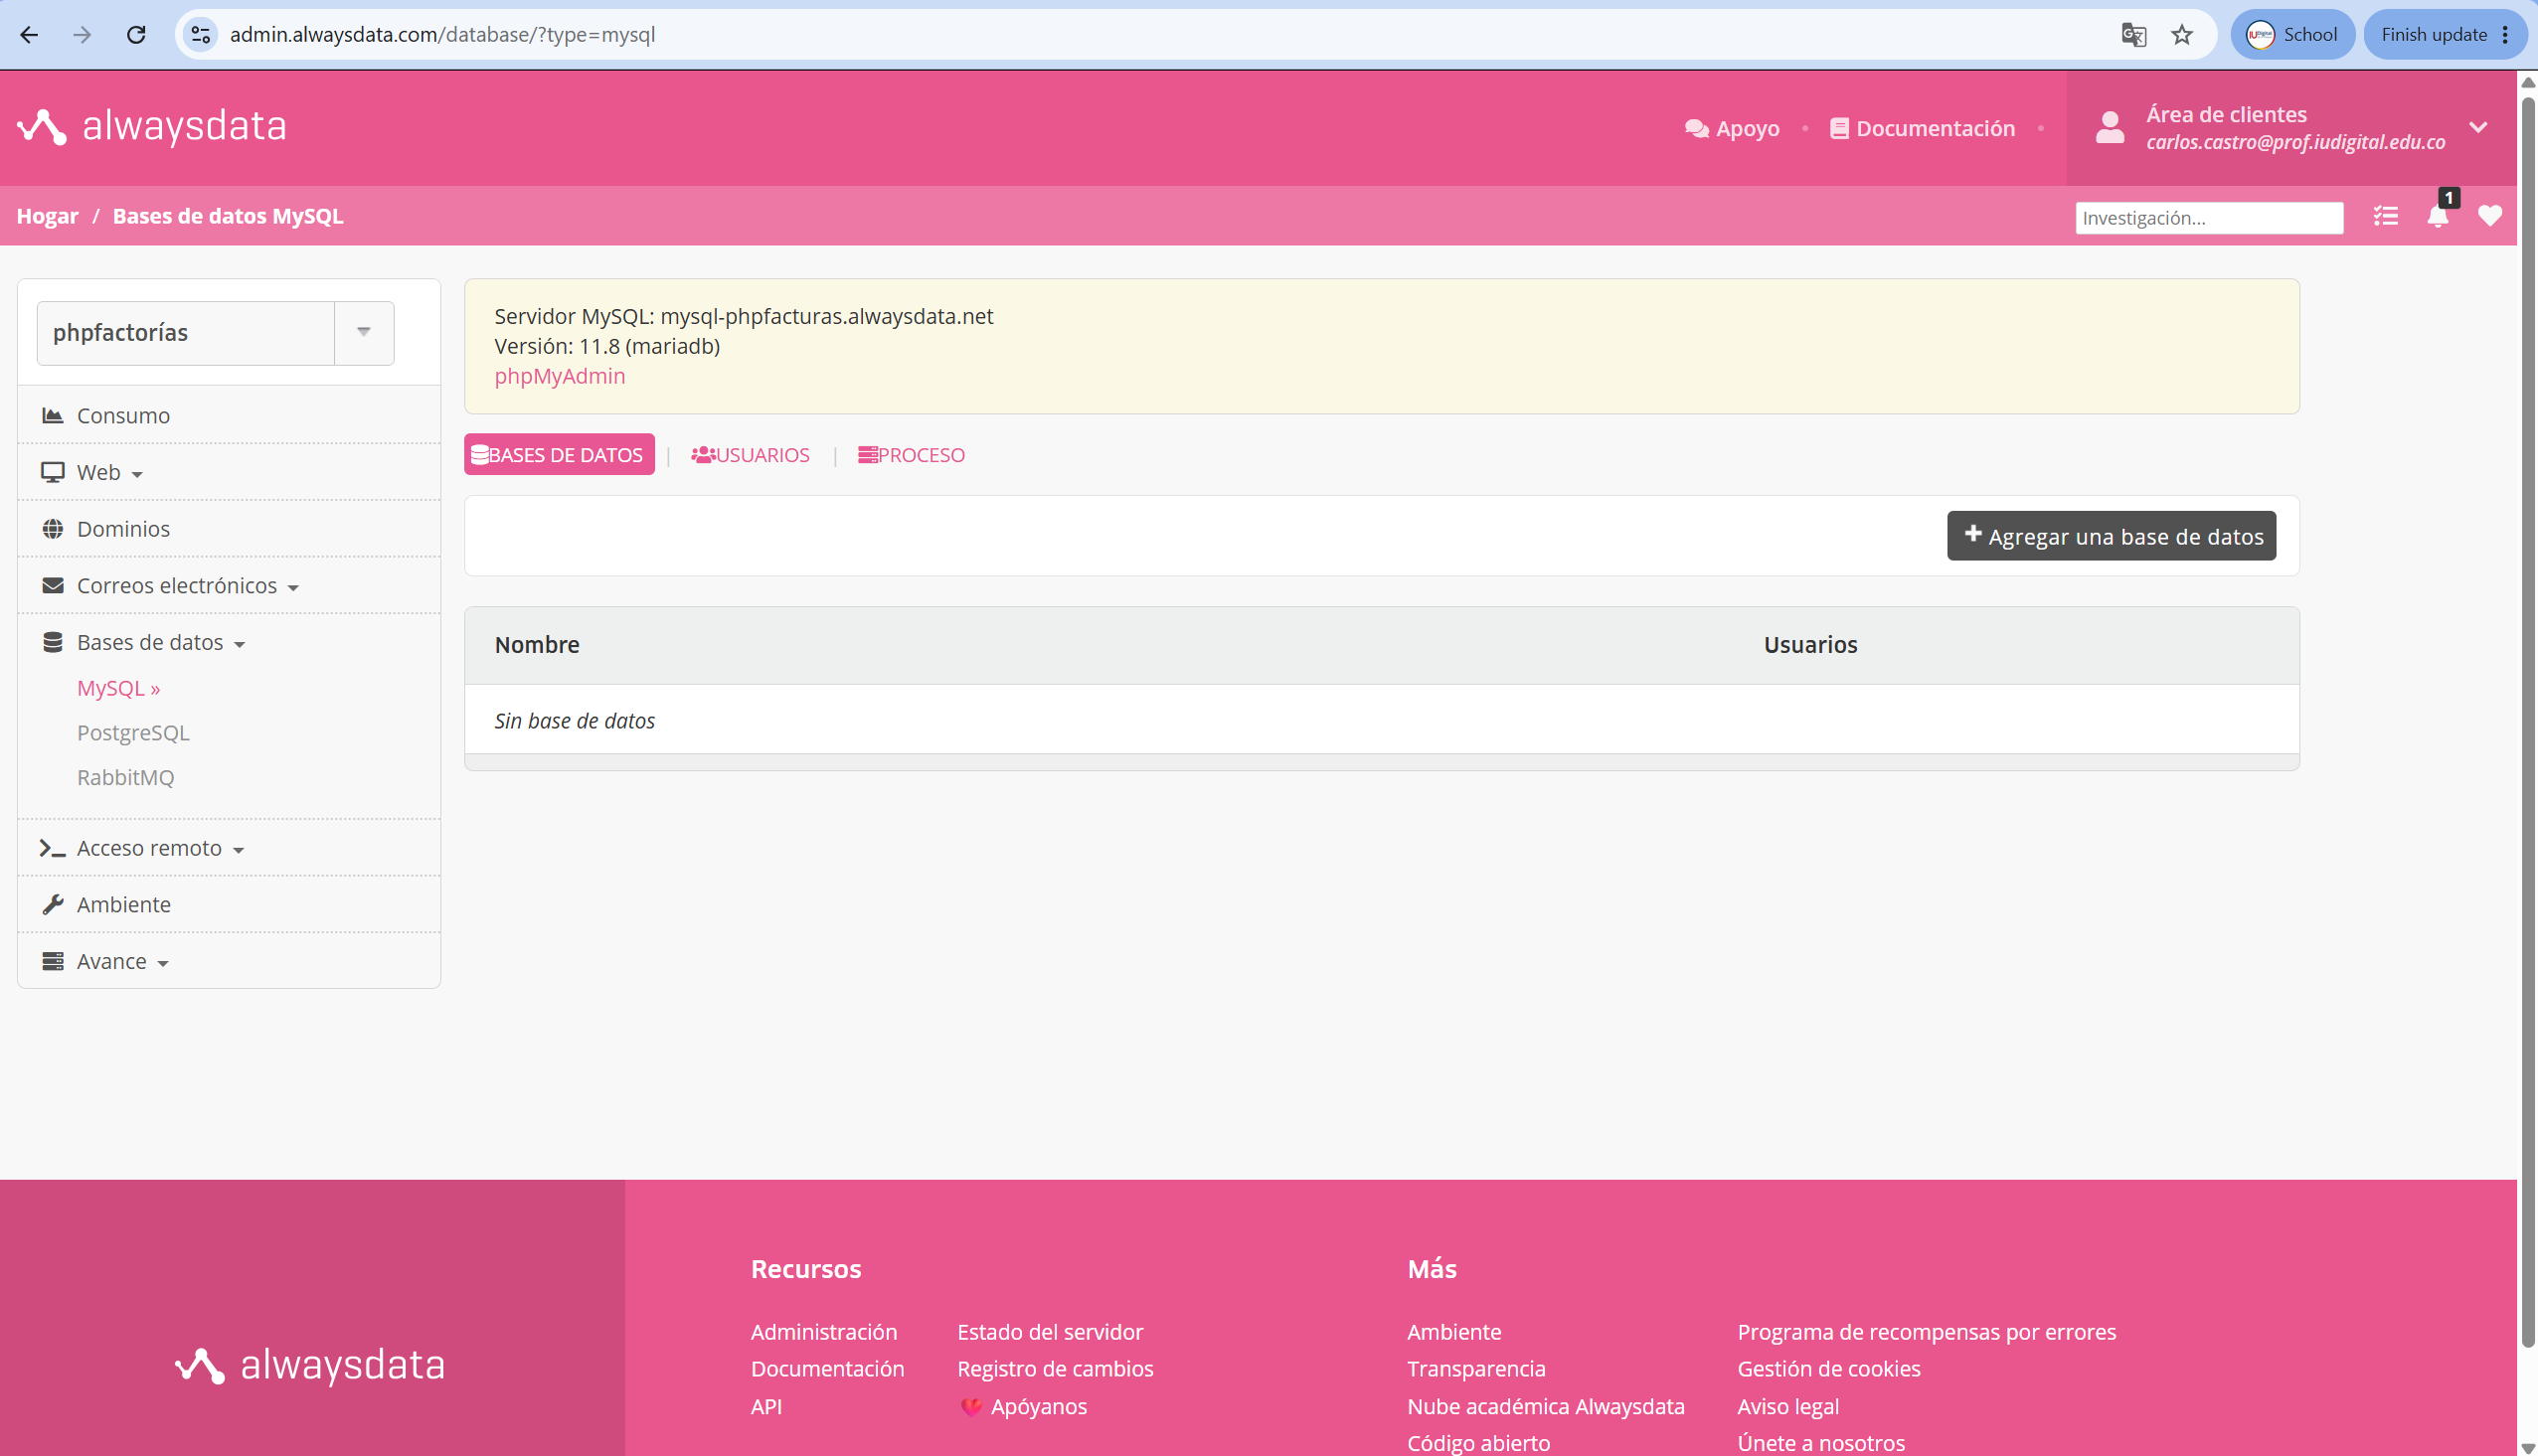 admin.alwaysdata.com/database/?type=mysql
School
Finish update
alwaysdata
Apoyo
Documentación
Área de clientes
carlos.castro@prof.iudigital.edu.co
Hogar / Bases de datos MySQL
Investigación...
1
phpfactorías
Consumo
Web
Dominios
Correos electrónicos
Bases de datos
MySQL »
PostgreSQL
RabbitMQ
Acceso remoto
Ambiente
Avance
Servidor MySQL: mysql-phpfacturas.alwaysdata.net
Versión: 11.8 (mariadb)
phpMyAdmin
BASES DE DATOS | USUARIOS | PROCESO
+ Agregar una base de datos
Nombre Usuarios
Sin base de datos
alwaysdata
Recursos
Administración
Documentación
API
Estado del servidor
Registro de cambios
Apóyanos
Más
Ambiente
Transparencia
Nube académica Alwaysdata
Código abierto
Programa de recompensas por errores
Gestión de cookies
Aviso legal
Únete a nosotros